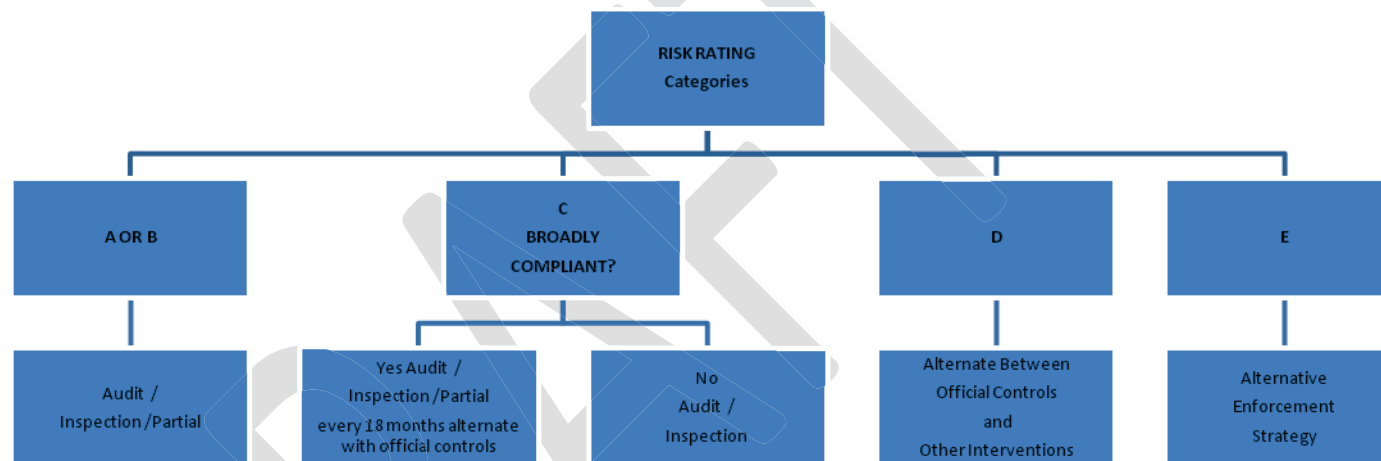 RISK RATING
Categories
A OR B
C
BROADLY
COMPLIANT?
D
E
Audit /
Inspection /Partial
Yes Audit /
Inspection /Partial
every 18 months alternate
with official controls
No
Audit /
Inspection
Alternate Between
Official Controls
and
Other Interventions
Alternative
Enforcement
Strategy